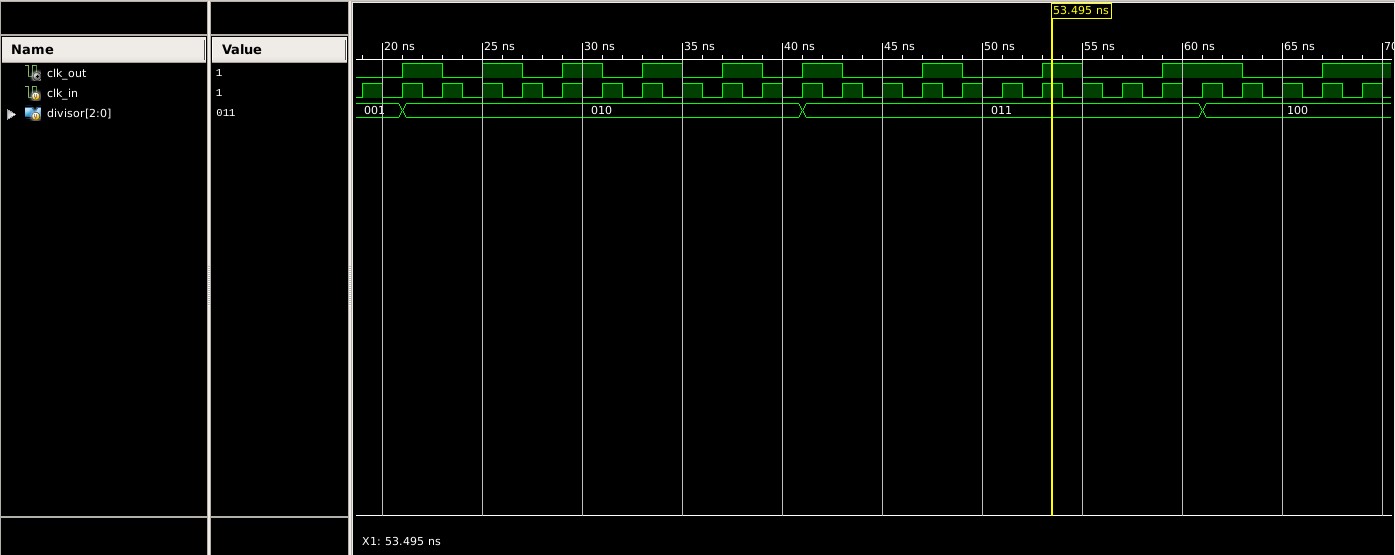 53.495 ns
Name Value 20 ns 25 ns 30 ns 35 ns 40 ns 45 ns 50 ns 55 ns 60 ns 65 ns 70
clk_out 1
clk_in 1
divisor[2:0] 011 001 010 011 100
X1: 53.495 ns